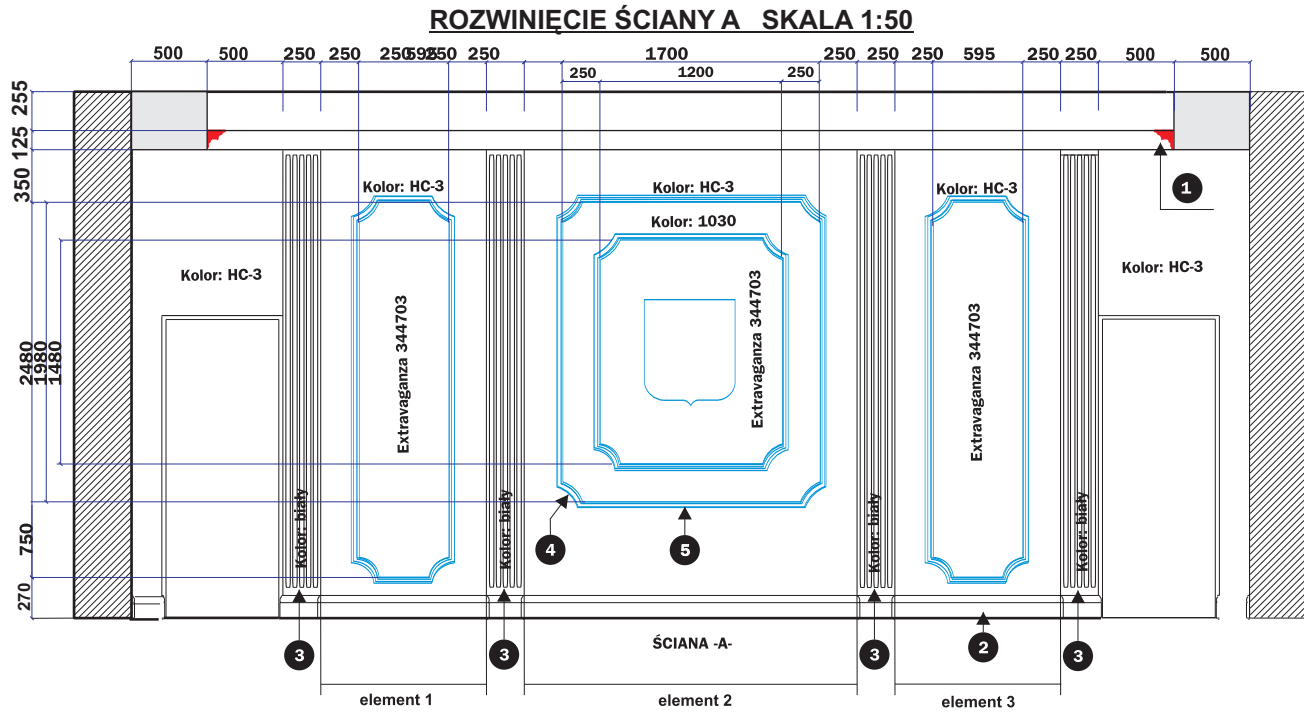 ROZWINIĘCIE ŚCIANY A SKALA 1:50
500 500 250 250 250 595 250 250 250 1700 250 250 250 595 250 250 500 500
250 1200 250
255
125
350
2480
1980
1480
750
270
Kolor: HC-3
Kolor: HC-3
Kolor: HC-3
Kolor: 1030
Kolor: HC-3
Kolor: HC-3
Extravaganza 344703
Extravaganza 344703
Extravaganza 344703
Kolor: biały
Kolor: biały
Kolor: biały
Kolor: biały
1
4
5
3
3
3
2
3
ŚCIANA -A-
element 1
element 2
element 3